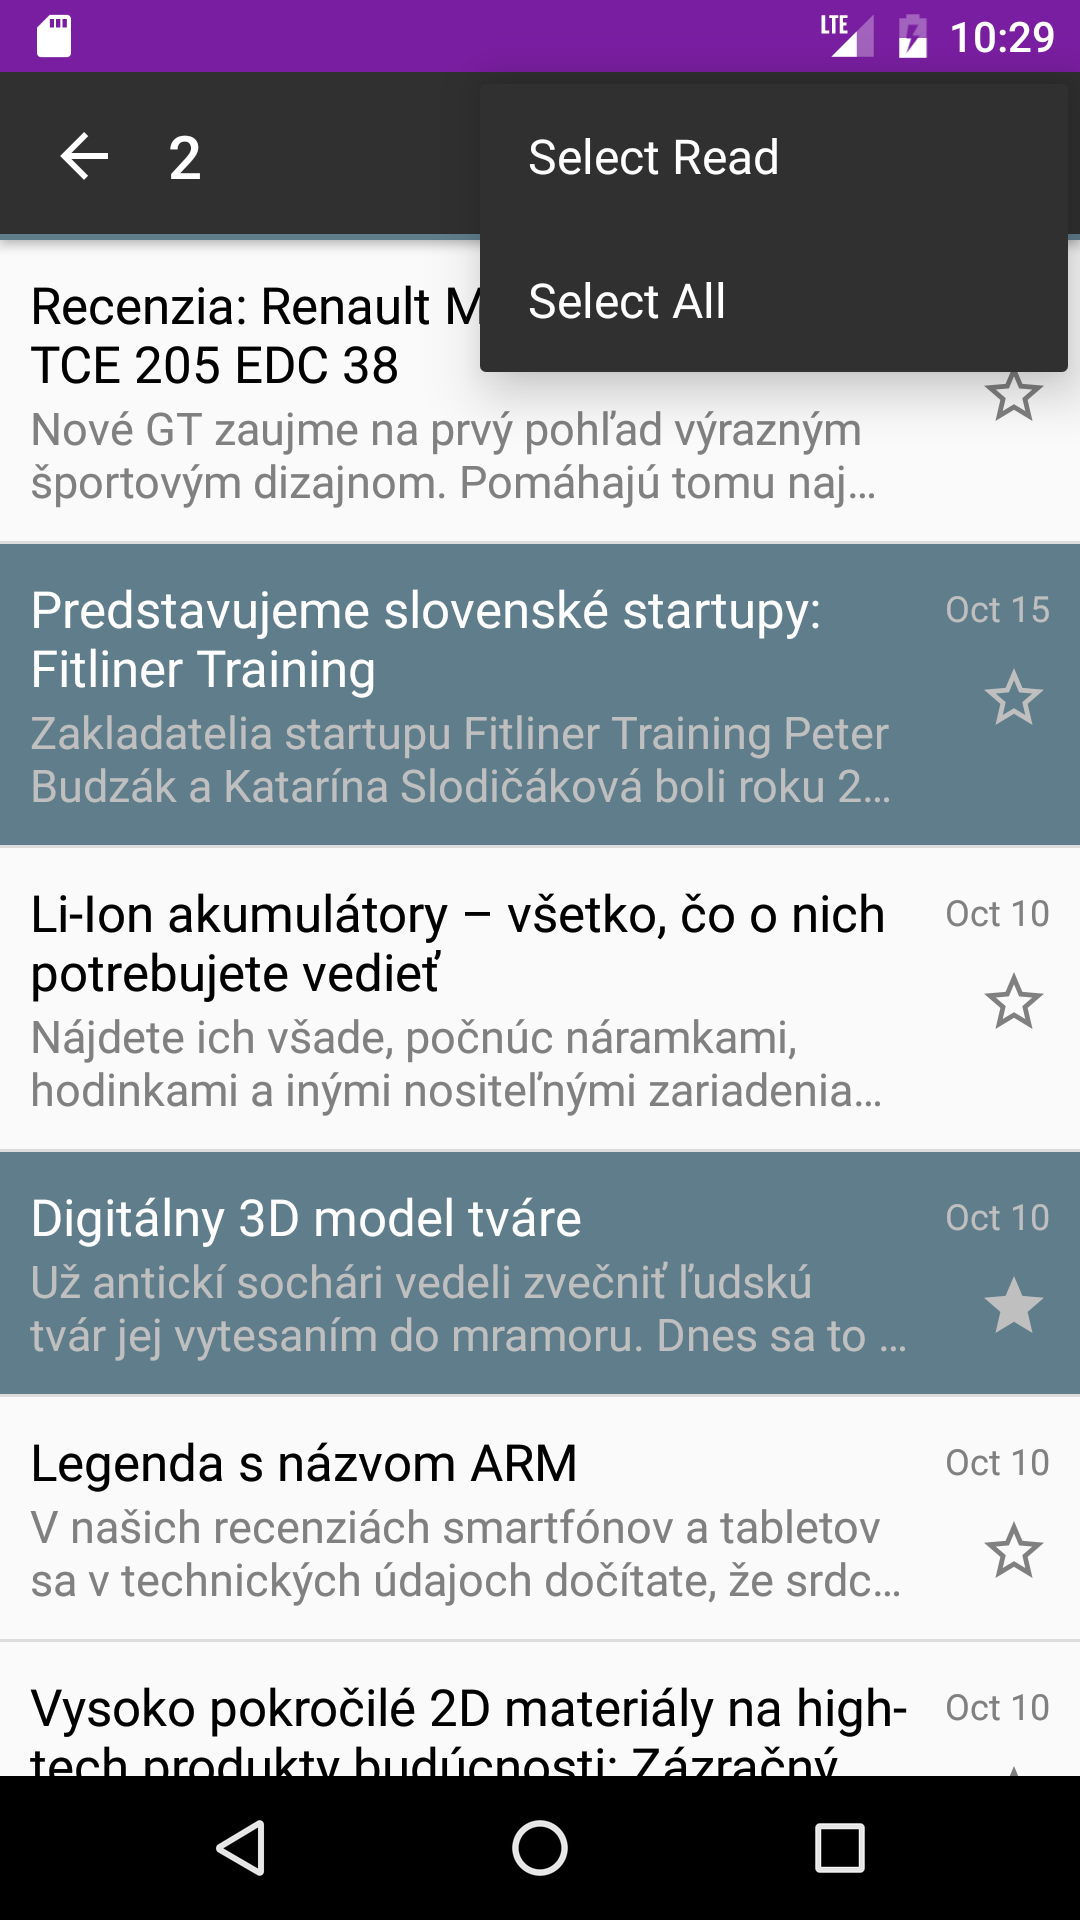 LTE 10:29
2
Select Read
Select All
Recenzia: Renault
TCE 205 EDC 38
Nové GT zaujme na prvý pohľad výrazným
športovým dizajnom. Pomáhajú tomu naj…
Predstavujeme slovenské startupy:
Fitliner Training
Oct 15
Zakladatelia startupu Fitliner Training Peter
Budzák a Katarína Slodičáková boli roku 2…
Li-Ion akumulátory – všetko, čo o nich
potrebujete vedieť
Oct 10
Nájdete ich všade, počnúc náramkami,
hodinkami a inými nositeľnými zariadenia…
Digitálny 3D model tváre
Oct 10
Už antickí sochári vedeli zvečniť ľudskú
tvár jej vytesaním do mramoru. Dnes sa to …
Legenda s názvom ARM
Oct 10
V našich recenziách smartfónov a tabletov
sa v technických údajoch dočítate, že srdc…
Vysoko pokročilé 2D materiály na high-
tech produkty budúcnosti: Zázračný
Oct 10